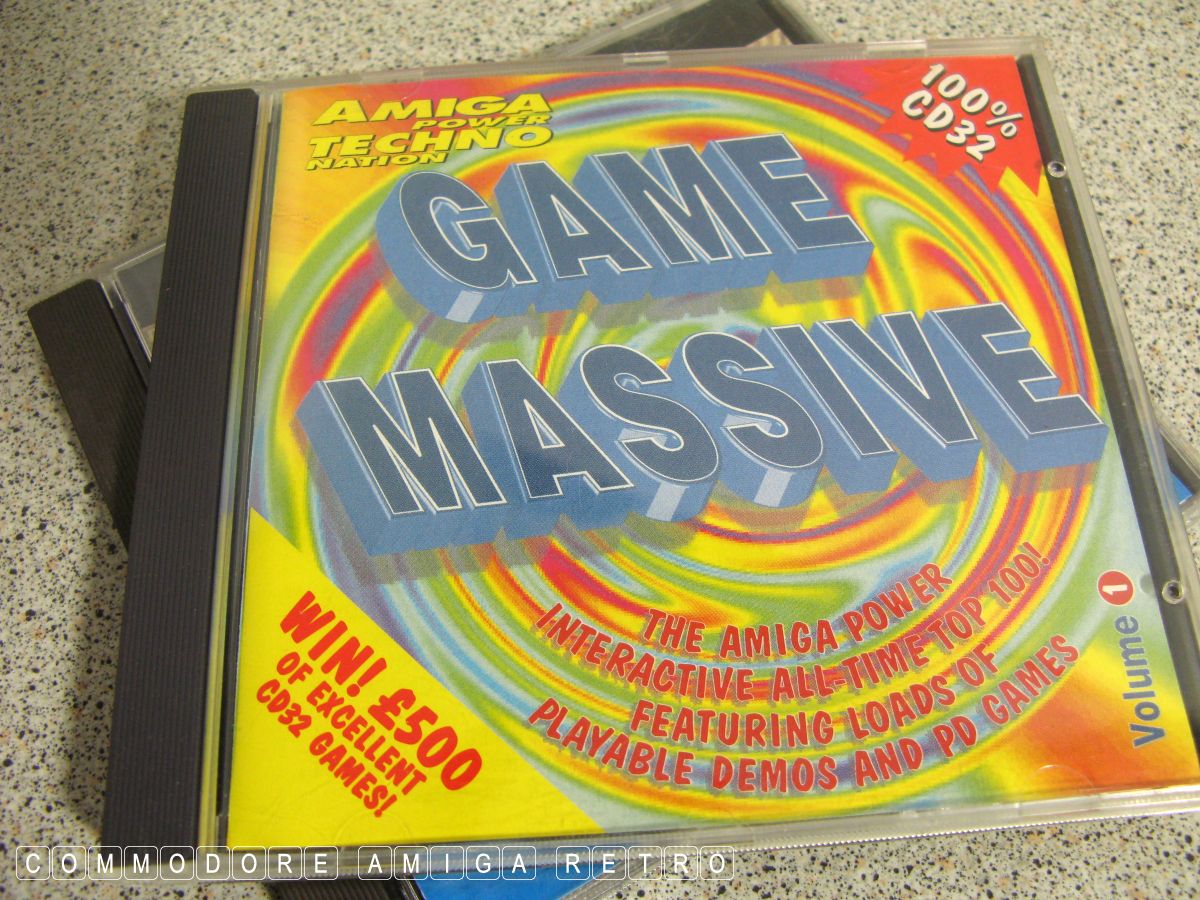 AMIGA
POWER
TECHNO
NATION
100%
CD32
GAME
MASSIVE
THE AMIGA POWER
INTERACTIVE ALL-TIME TOP 100!
FEATURING LOADS OF
PLAYABLE DEMOS AND PD GAMES
WIN! £500
OF EXCELLENT
CD32 GAMES!
Volume 1
COMMODORE AMIGA RETRO